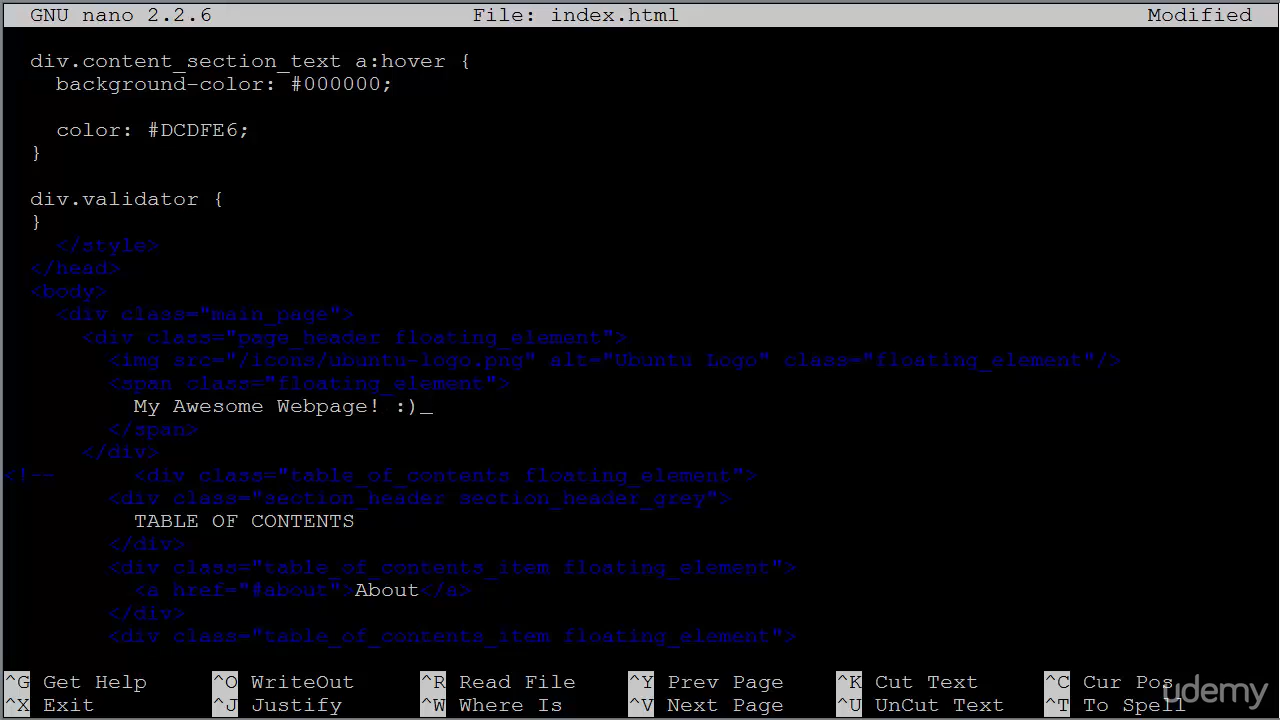 GNU nano 2.2.6 File: index.html Modified
div.content_section_text a:hover {
background-color: #000000;
color: #DCDFE6;
}
div.validator {
}
</style>
</head>
<body>
<div class="main_page">
<div class="page_header floating_element">
<img src="/icons/ubuntu-logo.png" alt="Ubuntu Logo" class="floating_element"/>
<span class="floating_element">
My Awesome Webpage! :)_
</span>
</div>
<!-- <div class="table_of_contents floating_element">
<div class="section_header section_header_grey">
TABLE OF CONTENTS
</div>
<div class="table_of_contents_item floating_element">
<a href="#about">About</a>
</div>
<div class="table_of_contents_item floating_element">
^G Get Help ^O WriteOut ^R Read File ^Y Prev Page ^K Cut Text ^C Cur Pos
^X Exit ^J Justify ^W Where Is ^V Next Page ^U UnCut Text ^T To Spell
udemy